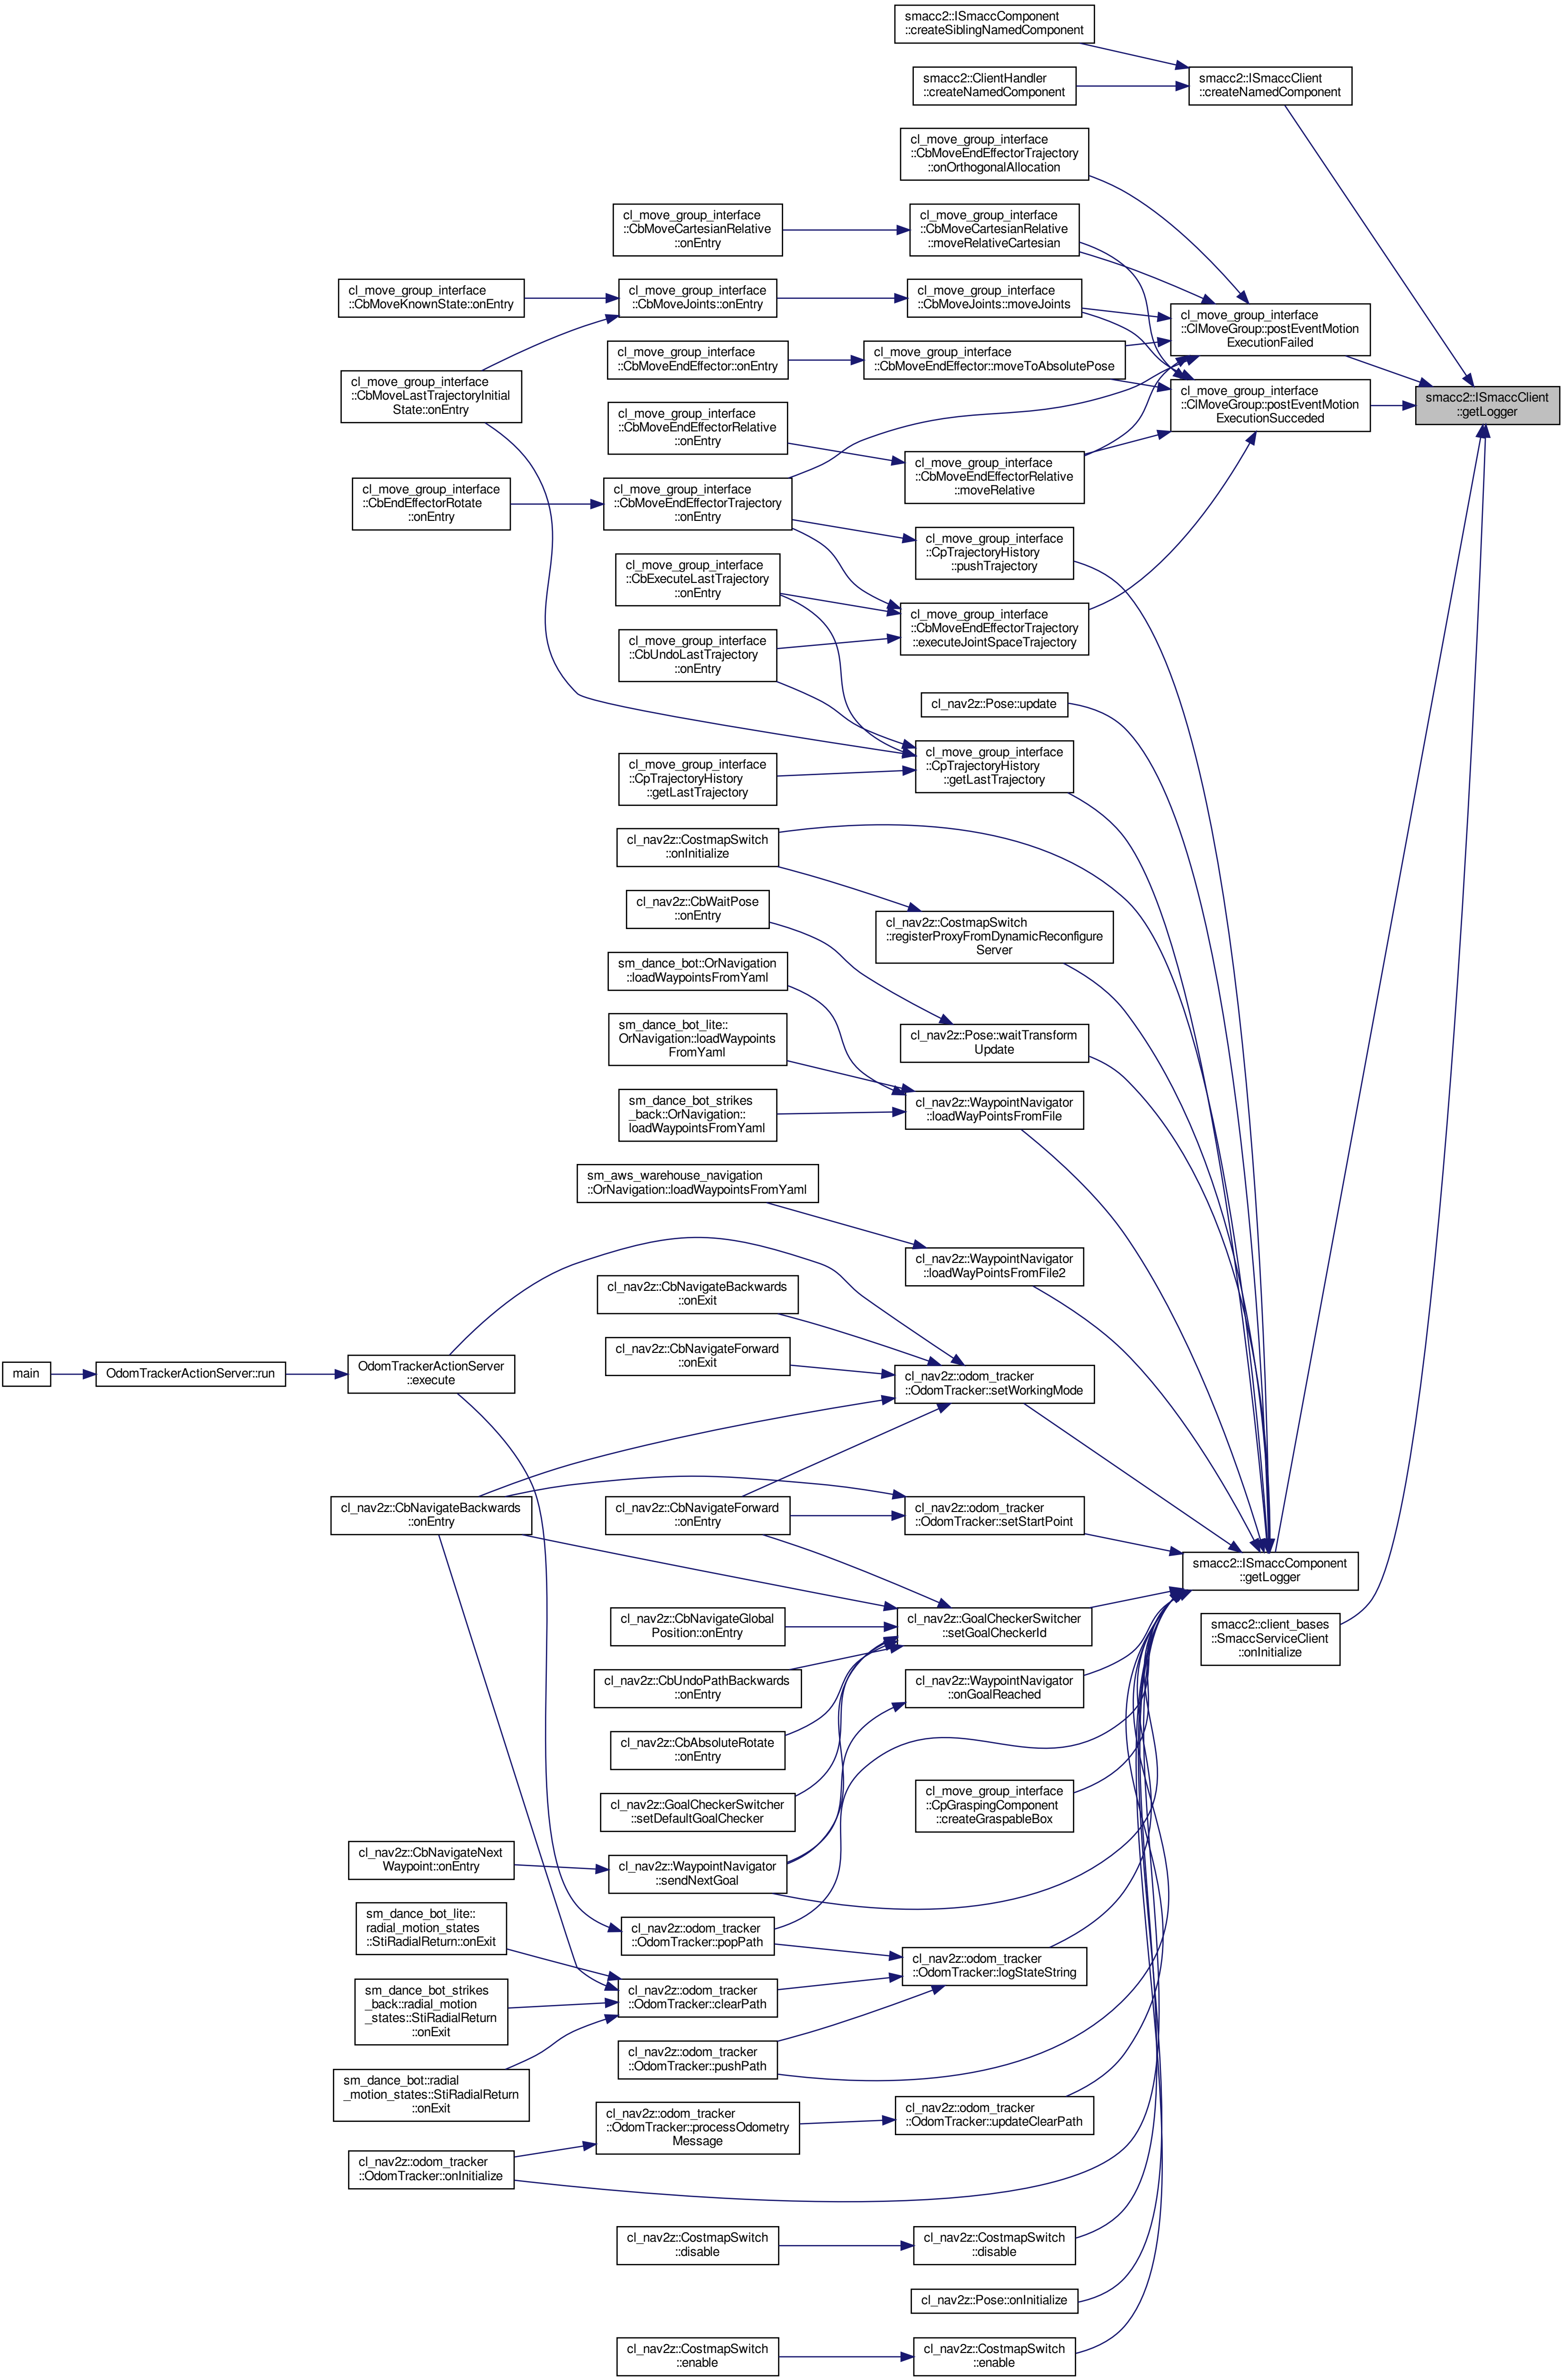 smacc2::ISmaccComponent
::createSiblingNamedComponent
smacc2::ClientHandler
::createNamedComponent
smacc2::ISmaccClient
::createNamedComponent
cl_move_group_interface
::CbMoveEndEffectorTrajectory
::onOrthogonalAllocation
cl_move_group_interface
::CbMoveCartesianRelative
::onEntry
cl_move_group_interface
::CbMoveCartesianRelative
::moveRelativeCartesian
cl_move_group_interface
::CbMoveKnownState::onEntry
cl_move_group_interface
::CbMoveJoints::onEntry
cl_move_group_interface
::CbMoveJoints::moveJoints
cl_move_group_interface
::ClMoveGroup::postEventMotion
ExecutionFailed
cl_move_group_interface
::CbMoveEndEffector::onEntry
cl_move_group_interface
::CbMoveEndEffector::moveToAbsolutePose
cl_move_group_interface
::CbMoveLastTrajectoryInitial
State::onEntry
cl_move_group_interface
::ClMoveGroup::postEventMotion
ExecutionSucceded
smacc2::ISmaccClient
::getLogger
cl_move_group_interface
::CbMoveEndEffectorRelative
::onEntry
cl_move_group_interface
::CbMoveEndEffectorRelative
::moveRelative
cl_move_group_interface
::CbEndEffectorRotate
::onEntry
cl_move_group_interface
::CbMoveEndEffectorTrajectory
::onEntry
cl_move_group_interface
::CpTrajectoryHistory
::pushTrajectory
cl_move_group_interface
::CbExecuteLastTrajectory
::onEntry
cl_move_group_interface
::CbMoveEndEffectorTrajectory
::executeJointSpaceTrajectory
cl_move_group_interface
::CbUndoLastTrajectory
::onEntry
cl_nav2z::Pose::update
cl_move_group_interface
::CpTrajectoryHistory
::getLastTrajectory
cl_move_group_interface
::CpTrajectoryHistory
::getLastTrajectory
cl_nav2z::CostmapSwitch
::onInitialize
cl_nav2z::CbWaitPose
::onEntry
cl_nav2z::CostmapSwitch
::registerProxyFromDynamicReconfigure
Server
sm_dance_bot::OrNavigation
::loadWaypointsFromYaml
sm_dance_bot_lite::
OrNavigation::loadWaypoints
FromYaml
cl_nav2z::Pose::waitTransform
Update
sm_dance_bot_strikes
_back::OrNavigation::
loadWaypointsFromYaml
cl_nav2z::WaypointNavigator
::loadWayPointsFromFile
sm_aws_warehouse_navigation
::OrNavigation::loadWaypointsFromYaml
cl_nav2z::WaypointNavigator
::loadWayPointsFromFile2
cl_nav2z::CbNavigateBackwards
::onExit
cl_nav2z::CbNavigateForward
::onExit
main
OdomTrackerActionServer::run
OdomTrackerActionServer
::execute
cl_nav2z::odom_tracker
::OdomTracker::setWorkingMode
cl_nav2z::CbNavigateBackwards
::onEntry
cl_nav2z::CbNavigateForward
::onEntry
cl_nav2z::odom_tracker
::OdomTracker::setStartPoint
smacc2::ISmaccComponent
::getLogger
cl_nav2z::CbNavigateGlobal
Position::onEntry
cl_nav2z::GoalCheckerSwitcher
::setGoalCheckerId
smacc2::client_bases
::SmaccServiceClient
::onInitialize
cl_nav2z::CbUndoPathBackwards
::onEntry
cl_nav2z::WaypointNavigator
::onGoalReached
cl_nav2z::CbAbsoluteRotate
::onEntry
cl_nav2z::GoalCheckerSwitcher
::setDefaultGoalChecker
cl_move_group_interface
::CpGraspingComponent
::createGraspableBox
cl_nav2z::CbNavigateNext
Waypoint::onEntry
cl_nav2z::WaypointNavigator
::sendNextGoal
sm_dance_bot_lite::
radial_motion_states
::StiRadialReturn::onExit
cl_nav2z::odom_tracker
::OdomTracker::popPath
cl_nav2z::odom_tracker
::OdomTracker::logStateString
sm_dance_bot_strikes
_back::radial_motion
_states::StiRadialReturn
::onExit
cl_nav2z::odom_tracker
::OdomTracker::clearPath
sm_dance_bot::radial
_motion_states::StiRadialReturn
::onExit
cl_nav2z::odom_tracker
::OdomTracker::pushPath
cl_nav2z::odom_tracker
::OdomTracker::processOdometry
Message
cl_nav2z::odom_tracker
::OdomTracker::updateClearPath
cl_nav2z::odom_tracker
::OdomTracker::onInitialize
cl_nav2z::CostmapSwitch
::disable
cl_nav2z::CostmapSwitch
::disable
cl_nav2z::Pose::onInitialize
cl_nav2z::CostmapSwitch
::enable
cl_nav2z::CostmapSwitch
::enable